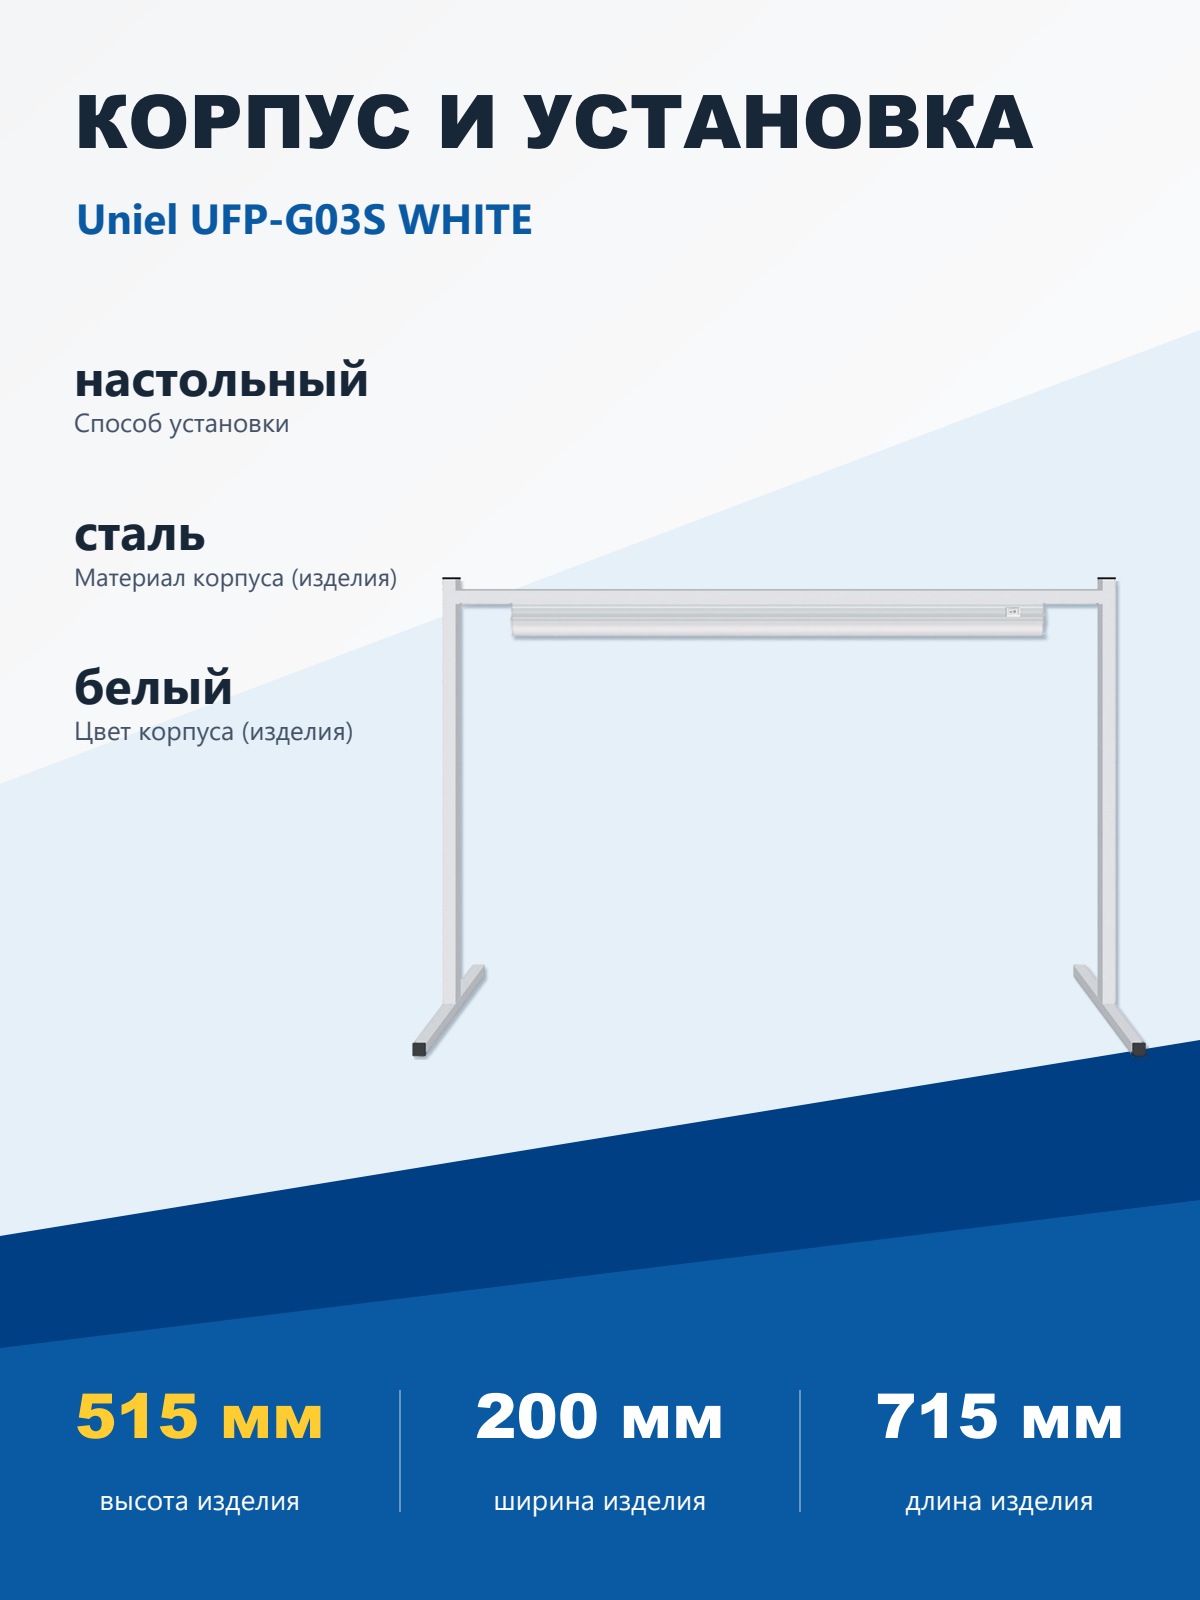 КОРПУС И УСТАНОВКА
Uniel UFP-G03S WHITE
настольный
Способ установки
сталь
Материал корпуса (изделия)
белый
Цвет корпуса (изделия)
515 мм
высота изделия
200 мм
ширина изделия
715 мм
длина изделия